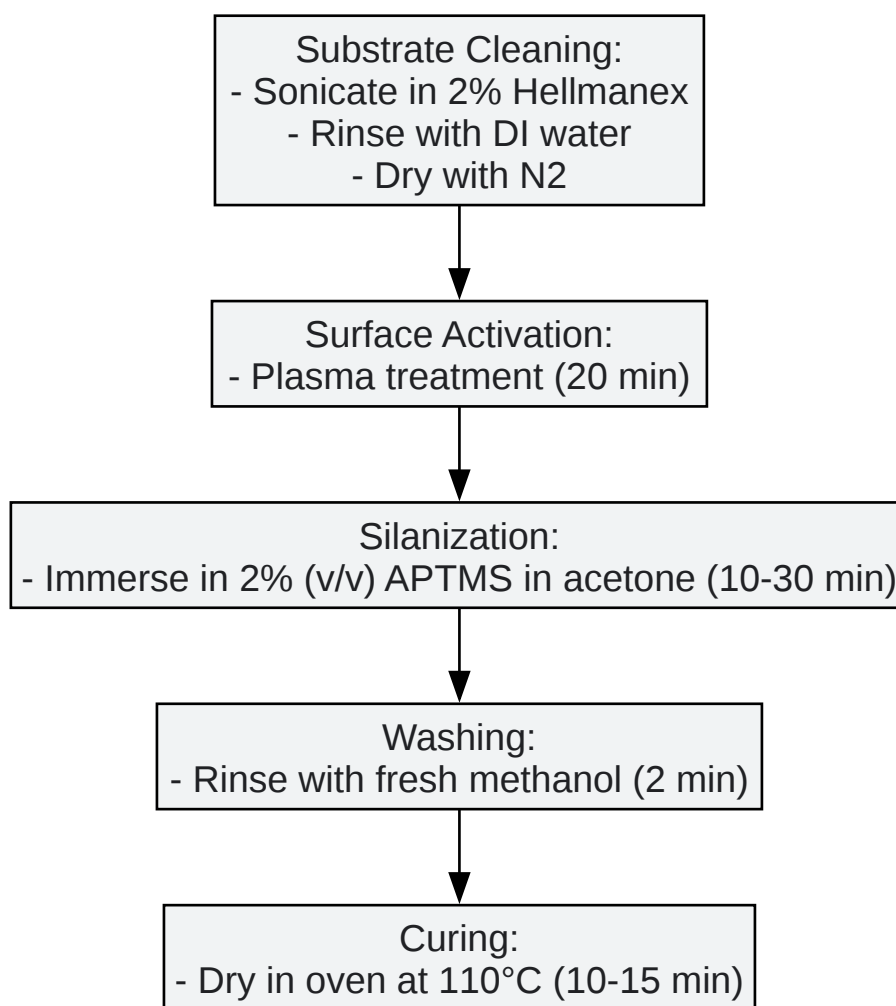 Substrate Cleaning:
- Sonicate in 2% Hellmanex
- Rinse with DI water
- Dry with N2
Surface Activation:
- Plasma treatment (20 min)
Silanization:
- Immerse in 2% (v/v) APTMS in acetone (10-30 min)
Washing:
- Rinse with fresh methanol (2 min)
Curing:
- Dry in oven at 110°C (10-15 min)